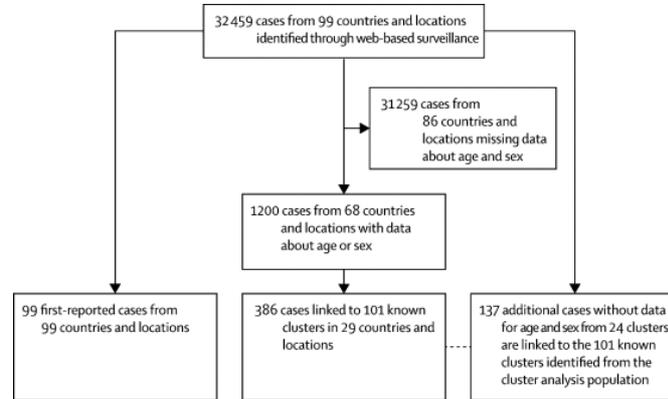 32 459 cases from 99 countries and locations
identified through web-based surveillance
31 259 cases from
86 countries and
locations missing data
about age and sex
1200 cases from 68 countries
and locations with data
about age or sex
99 first-reported cases from
99 countries and locations
386 cases linked to 101 known
clusters in 29 countries and
locations
137 additional cases without data
for age and sex from 24 clusters
are linked to the 101 known
clusters identified from the
cluster analysis population